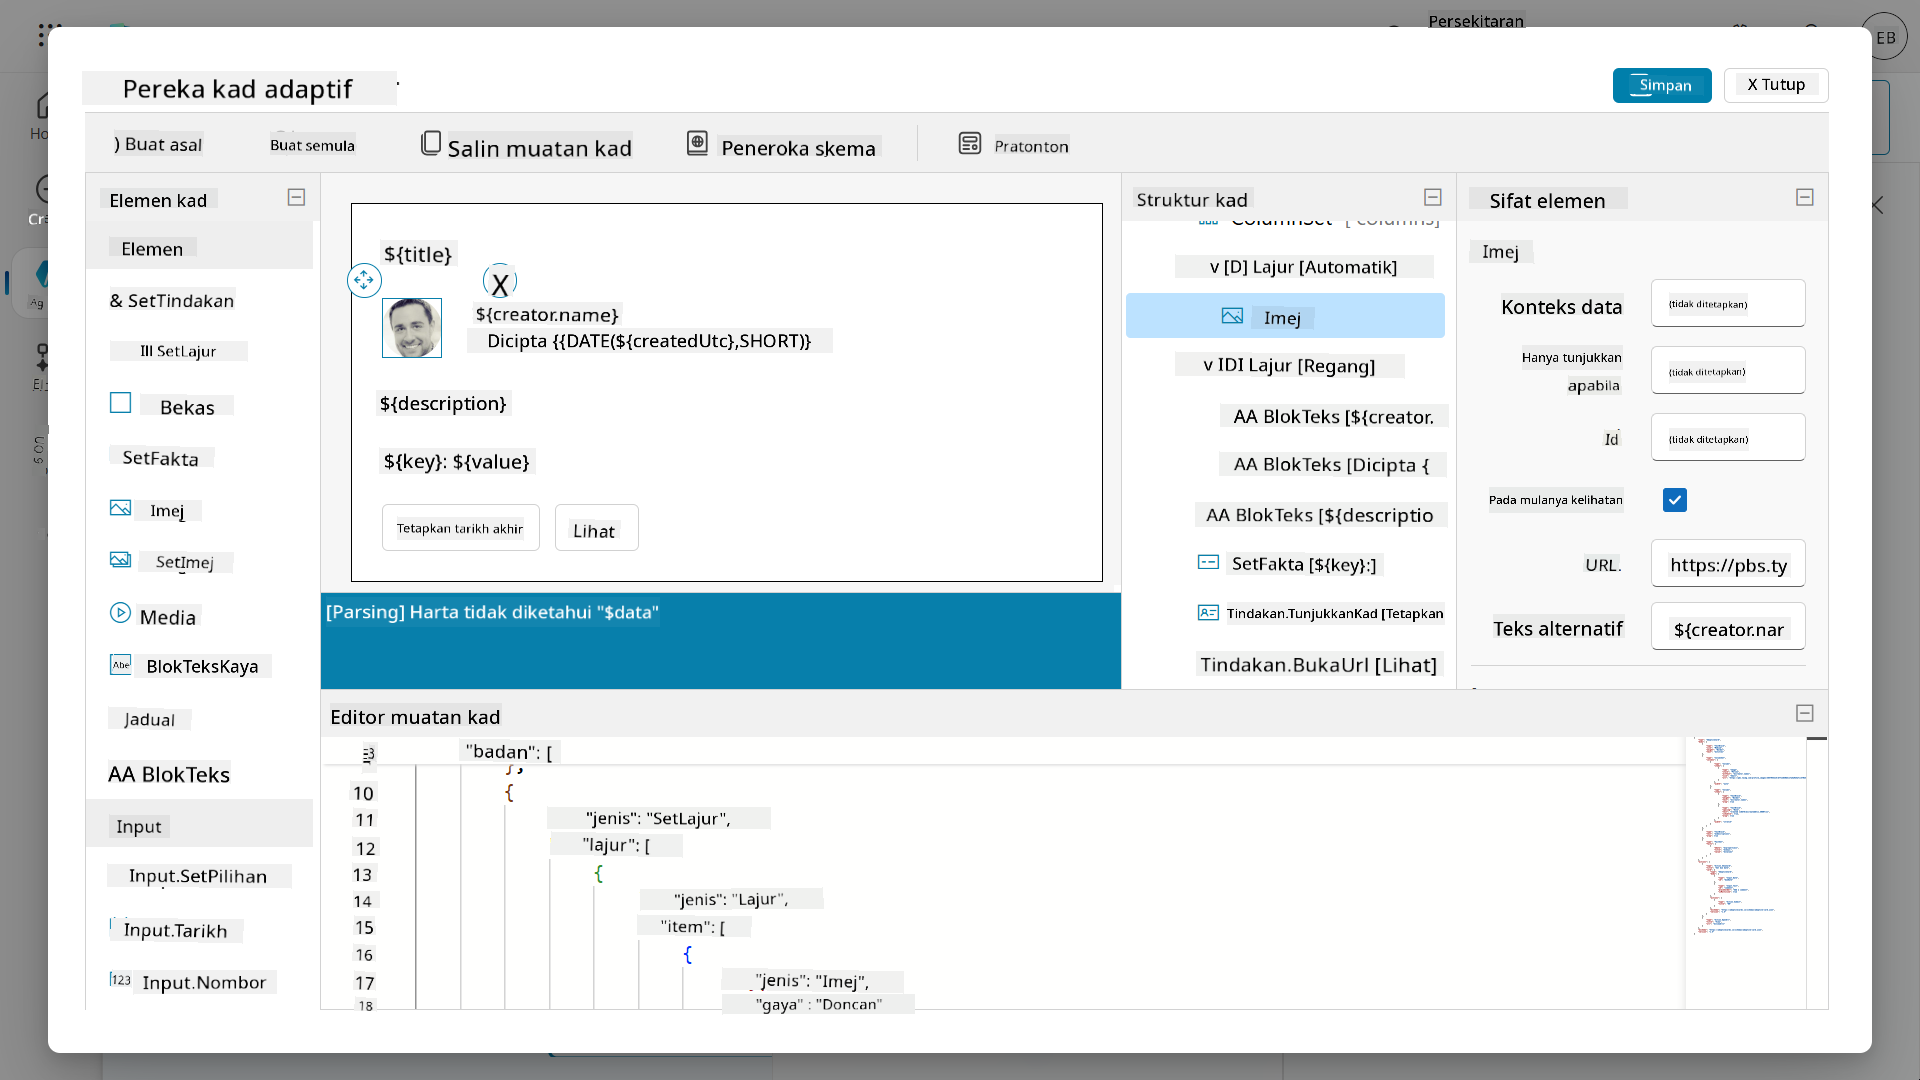 Persekitaran
EB
Pereka kad adaptif
Simpan
X Tutup
) Buat asal
Buat semula
Salin muatan kad
Peneroka skema
Pratonton
Elemen kad
Elemen
& SetTindakan
Ill SetLajur
Bekas
SetFakta
Imej
SetImej
Media
Abc BlokTeksKaya
Jadual
AA BlokTeks
Input
Input.SetPilihan
Input.Tarikh
123 Input.Nombor
${title}
X
${creator.name}
Dicipta {{DATE(${createdUtc},SHORT)}
${description}
${key}: ${value}
Tetapkan tarikh akhir
Lihat
[Parsing] Harta tidak diketahui "$data"
Struktur kad
ColumnSet [ columns]
v [D] Lajur [Automatik]
Imej
v IDI Lajur [Regang]
AA BlokTeks [${creator.
AA BlokTeks [Dicipta {
AA BlokTeks [${descriptio
SetFakta [${key}:]
Tindakan.TunjukkanKad [Tetapkan
Tindakan.BukaUrl [Lihat]
Sifat elemen
Imej
Konteks data
(tidak ditetapkan)
Hanya tunjukkan
apabila
(tidak ditetapkan)
Id
(tidak ditetapkan)
Pada mulanya kelihatan
URL.
https://pbs.ty
Teks alternatif
${creator.nar
Editor muatan kad
3 "badan": [
},
10 {
11 "jenis": "SetLajur",
12 "lajur": [
13 {
14 "jenis": "Lajur",
15 "item": [
16 {
17 "jenis": "Imej",
18 "gaya" : "Doncan"